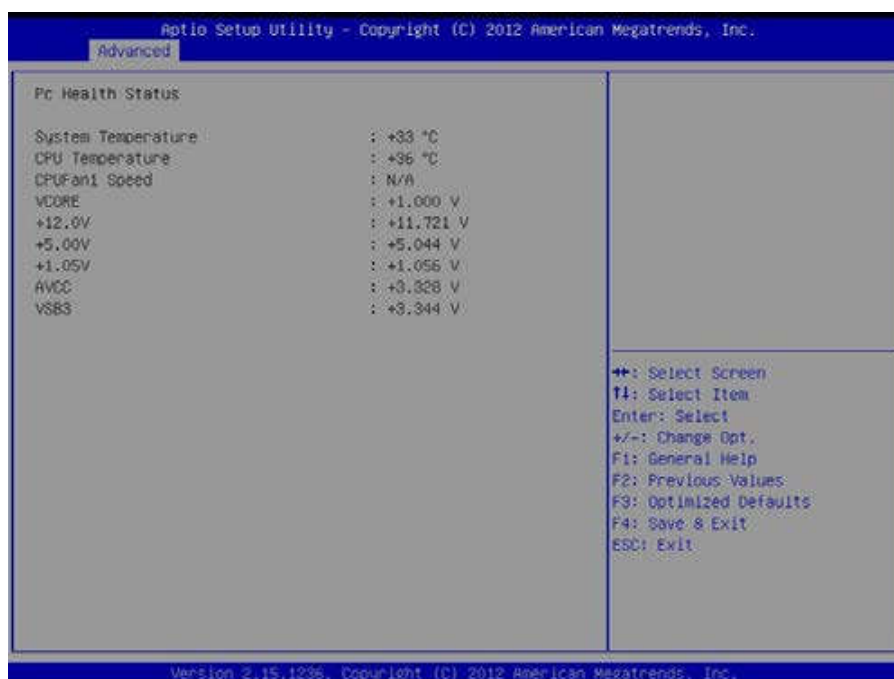 Aptio Setup Utility - Copyright (C) 2012 American Megatrends, Inc.
Advanced
Pc Health Status
System Temperature : +33 °C
CPU Temperature : +36 °C
CPUFan1 Speed : N/A
VCORE : +1.000 V
+12.0V : +11.721 V
+5.00V : +5.044 V
+1.05V : +1.056 V
AVCC : +3.328 V
VSB3 : +3.344 V
→←: Select Screen
↑↓: Select Item
Enter: Select
+/-: Change Opt.
F1: General Help
F2: Previous Values
F3: Optimized Defaults
F4: Save & Exit
ESC: Exit
Version 2.15.1236. Copyright (C) 2012 American Megatrends, Inc.